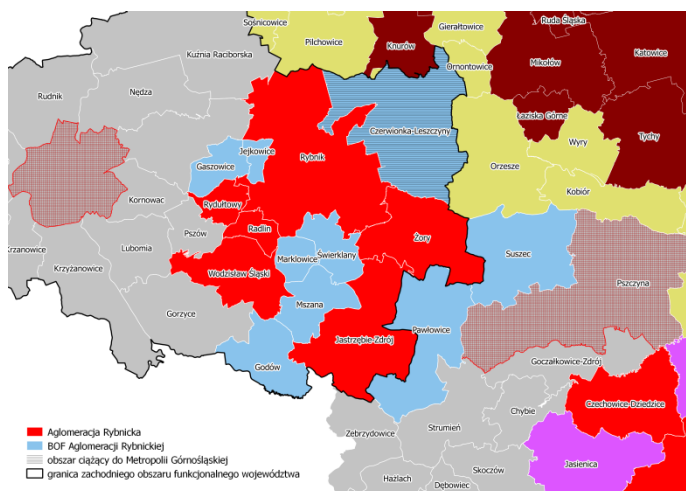 Sośnicowice
Pilchowice
Knurów
Gierałtowice
Ruda Śląska
Katowice
Mikołów
Ornontowice
Kuźnia Raciborska
Nędza
Rudnik
Łaziska Górne
Tychy
Czerwionka-Leszczyny
Wyry
Jejkowice
Gaszowice
Rybnik
Orzesze
Kobiór
Rydułtowy
Kornowac
Pszów
Radlin
Żory
Krzanowice
Lubomia
Marklowice
Świerklany
Suszec
Krzyżanowice
Wodzisław Śląski
Pszczyna
Mszana
Gorzyce
Jastrzębie-Zdrój
Pawłowice
Godów
Goczałkowice-Zdrój
Czechowice-Dziedzice
Chybie
Strumień
Zebrzydowice
Skoczów
Jasienica
Hażlach
Dębowiec
Aglomeracja Rybnicka
BOF Aglomeracji Rybnickiej
obszar ciążący do Metropolii Górnośląskiej
granica zachodniego obszaru funkcjonalnego województwa